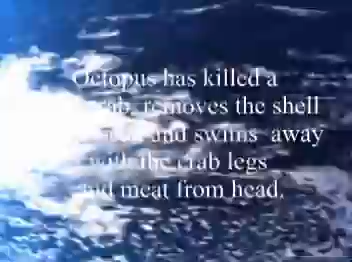 Octopus has killed a
crab, removes the shell
and swims away
with the crab legs
and meat from head.